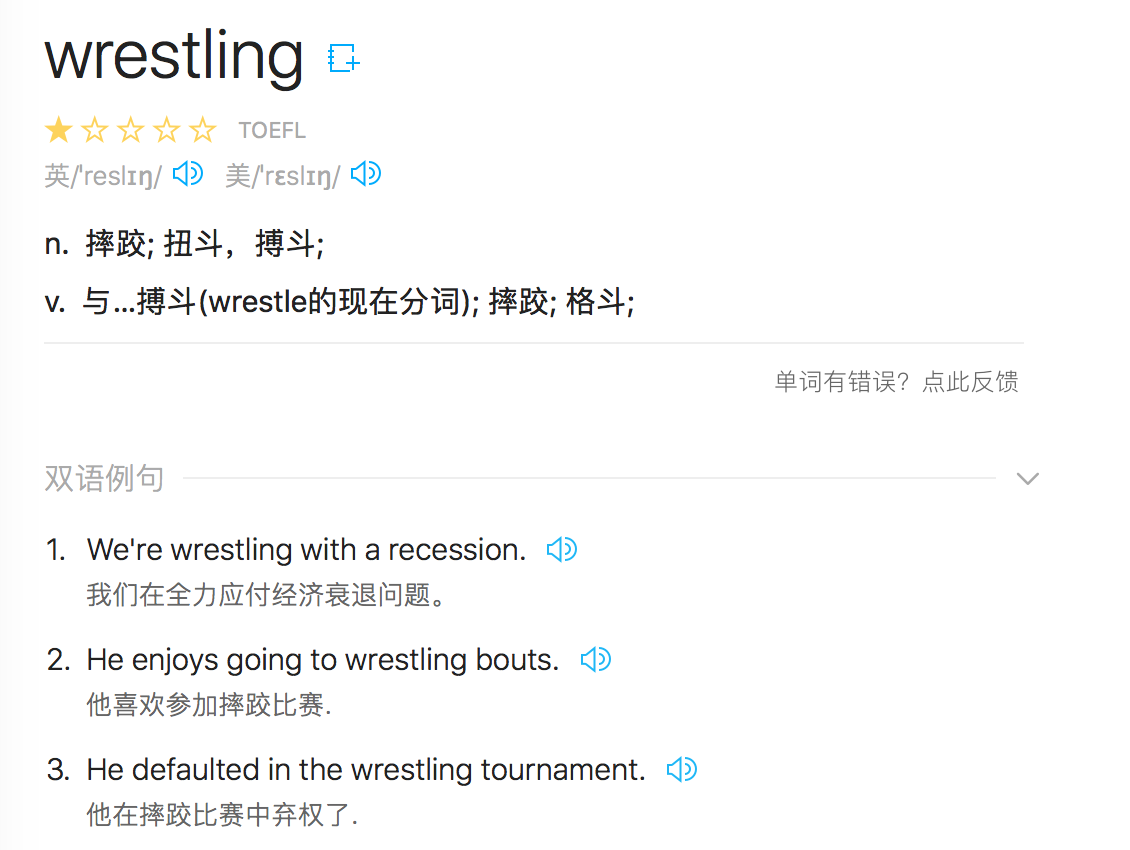 wrestling
TOEFL
英/'reslɪŋ/ 美/'rɛslɪŋ/
n. 摔跤; 扭斗，搏斗;
v. 与...搏斗(wrestle的现在分词); 摔跤; 格斗;
单词有错误？点此反馈
双语例句
1. We're wrestling with a recession.
我们在全力应付经济衰退问题。
2. He enjoys going to wrestling bouts.
他喜欢参加摔跤比赛.
3. He defaulted in the wrestling tournament.
他在摔跤比赛中弃权了.